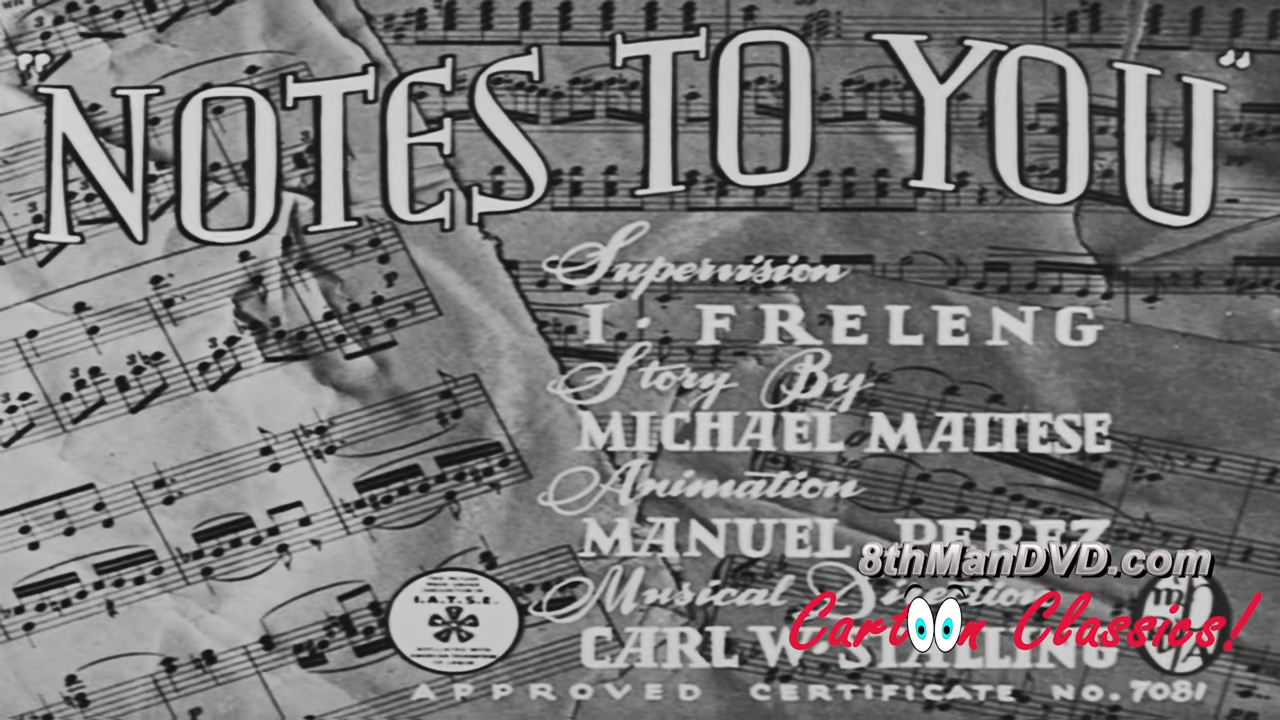 "NOTES TO YOU"
Supervision
I. FRELENG
Story By
MICHAEL MALTESE
Animation
MANUEL PEREZ
8thManDVD.com
Musical Direction
Cartoon Classics!
CARL W. STALLING
I.A.T.S.E.
APPROVED CERTIFICATE NO. 7081